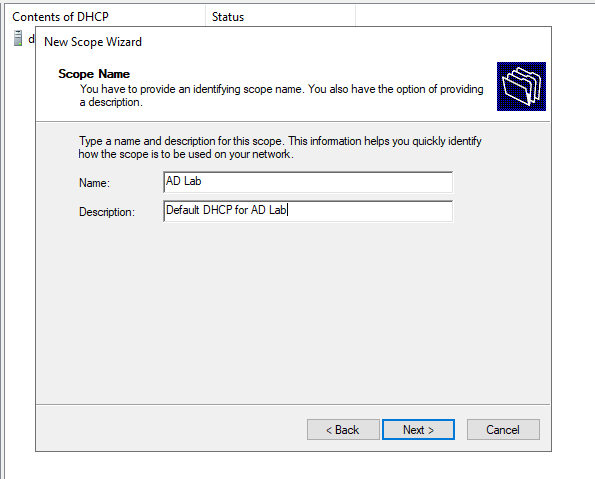 Contents of DHCP
Status
d
New Scope Wizard
Scope Name
You have to provide an identifying scope name. You also have the option of providing
a description.
Type a name and description for this scope. This information helps you quickly identify
how the scope is to be used on your network.
Name:
AD Lab
Description:
Default DHCP for AD Lab
< Back
Next >
Cancel